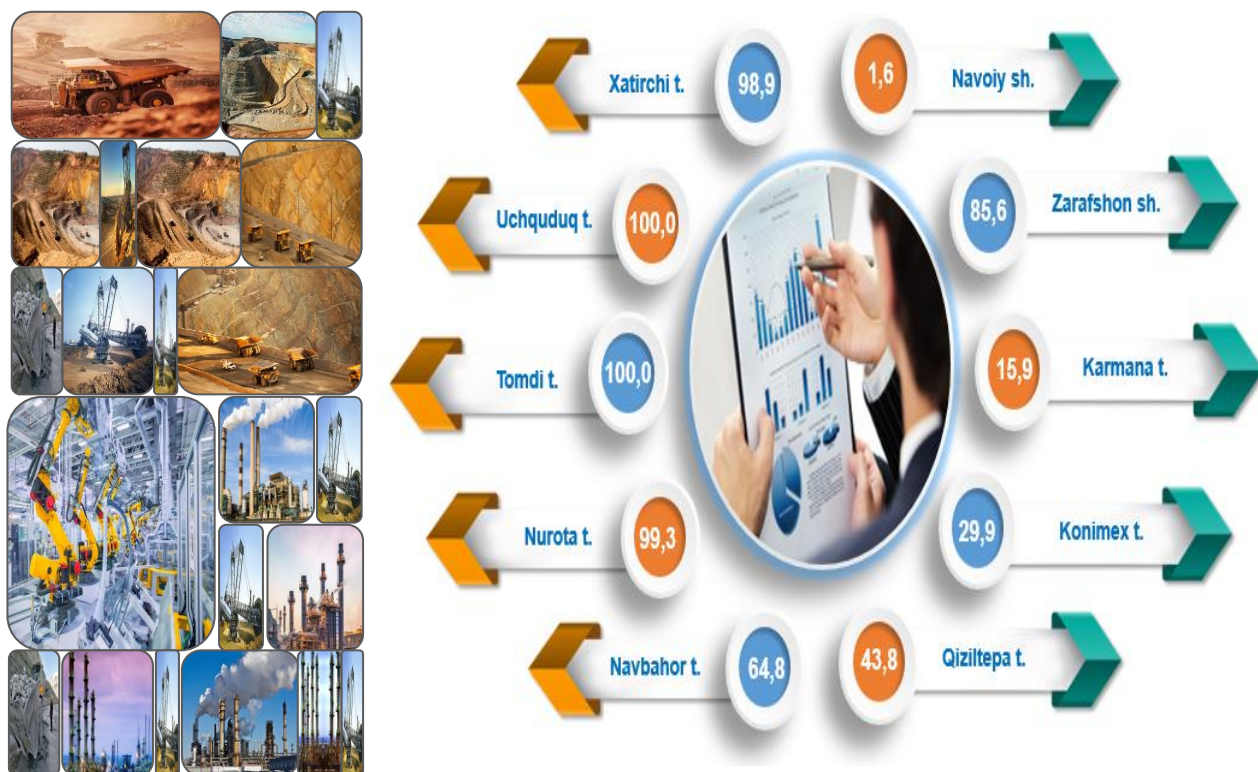 Xatirchi t.
98,9
1,6
Navoiy sh.
Uchquduq t.
100,0
85,6
Zarafshon sh.
Tomdi t.
100,0
15,9
Karmana t.
Nurota t.
99,3
29,9
Konimex t.
Navbahor t.
64,8
43,8
Qiziltepa t.